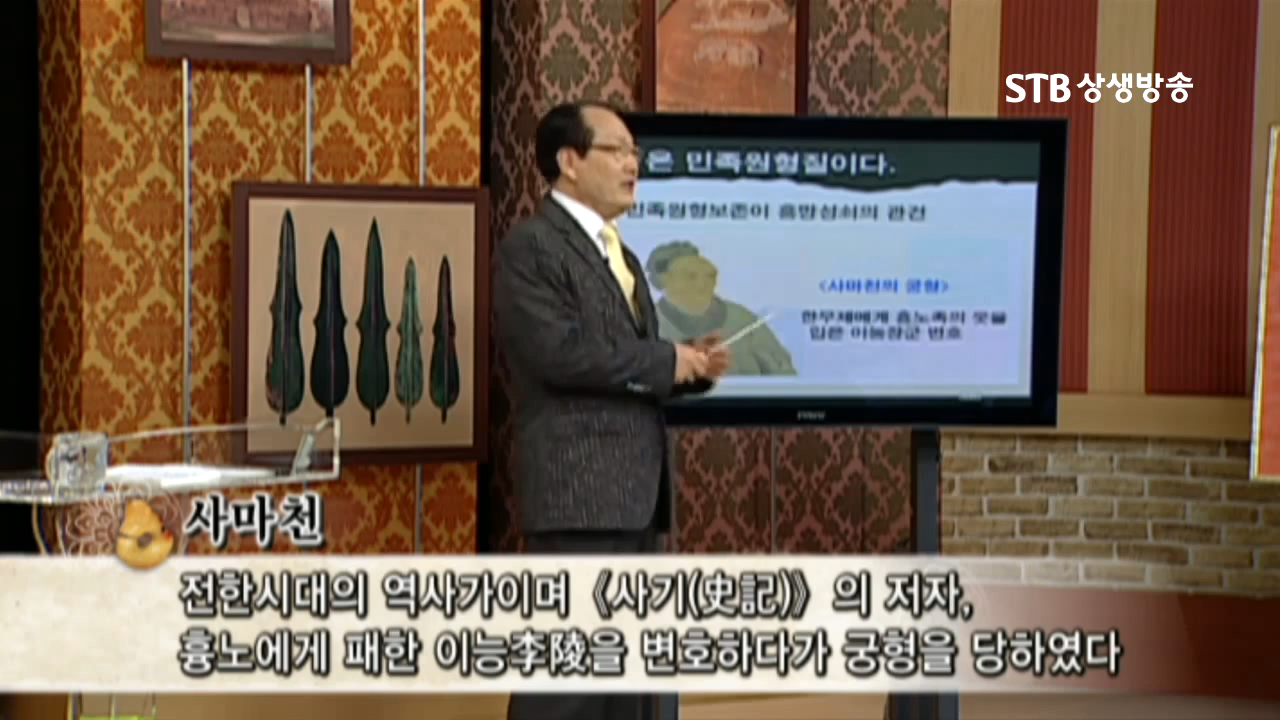 STB 상생방송
은 민족원형질이다.
민족원형보존이 흥망성쇠의 관건
<사마천의 궁형>
한무제에게 흉노족의 옷을
입은 이능장군 변호
사마천
전한시대의 역사가이며 《사기(史記)》의 저자,
흉노에게 패한 이능李陵을 변호하다가 궁형을 당하였다